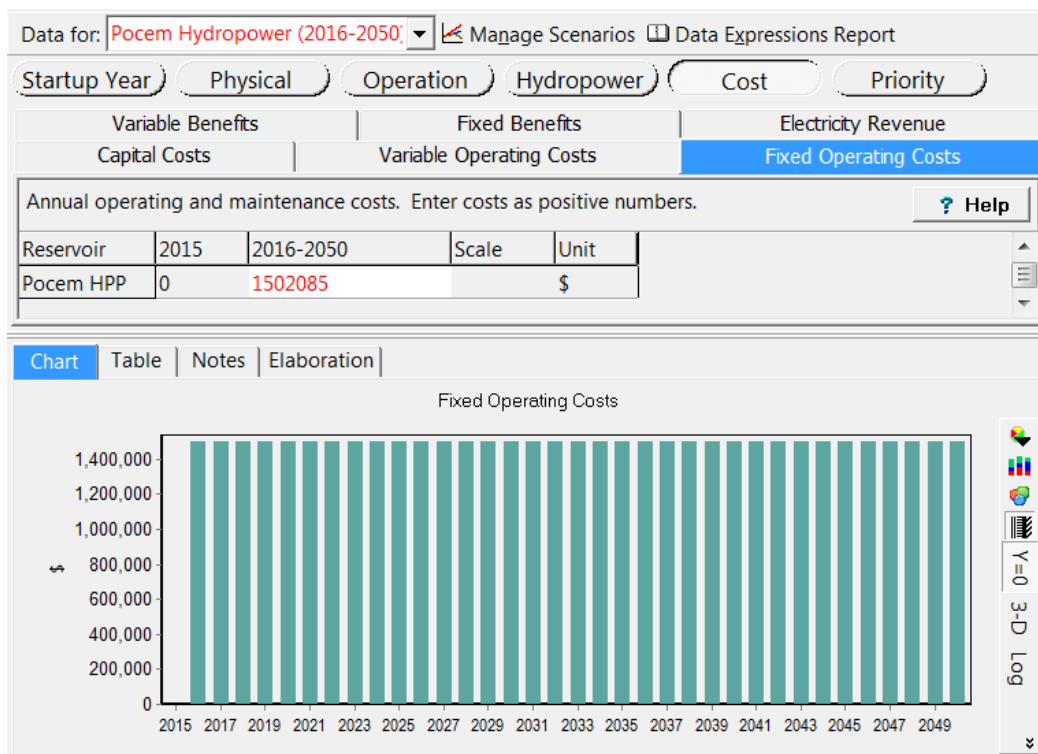 Data for: Pocem Hydropower (2016-2050) Manage Scenarios Data Expressions Report
Startup Year Physical Operation Hydropower Cost Priority
Variable Benefits Fixed Benefits Electricity Revenue
Capital Costs Variable Operating Costs Fixed Operating Costs
Annual operating and maintenance costs. Enter costs as positive numbers. ? Help
Reservoir 2015 2016-2050 Scale Unit
Pocem HPP 0 1502085 $
Chart Table Notes Elaboration
Fixed Operating Costs
1,400,000
1,200,000
1,000,000
800,000
600,000
400,000
200,000
0
$
2015 2017 2019 2021 2023 2025 2027 2029 2031 2033 2035 2037 2039 2041 2043 2045 2047 2049
Y=0
3-D
Log